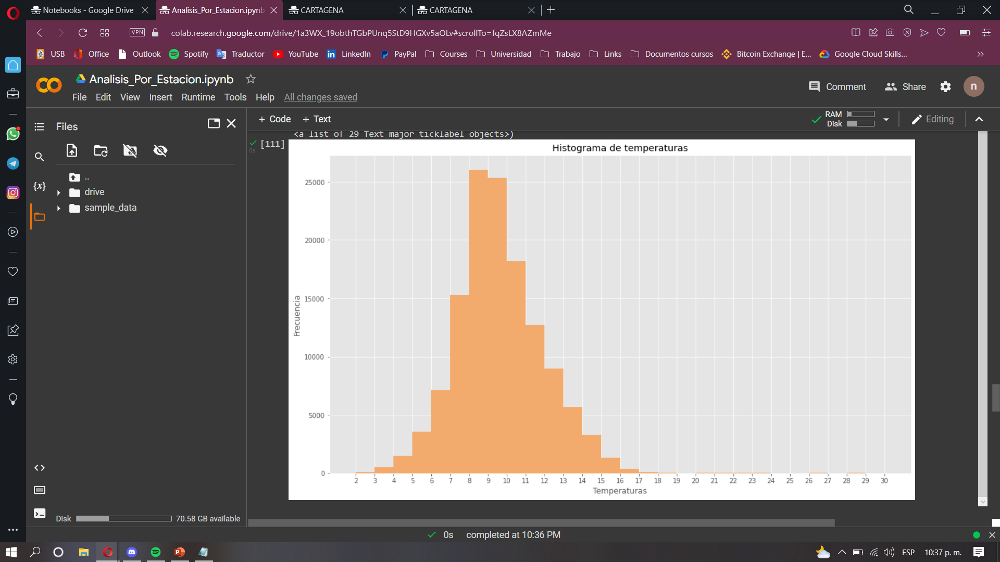 Notebooks - Google Drive
Analisis_Por_Estacion.ipynb
CARTAGENA
CARTAGENA
VPN
colab.research.google.com/drive/1a3WX_19obthTGbPUnq5StD9HGXv5aOLv#scrollTo=fqZsLX8AZmMe
USB Office Outlook Spotify Traductor YouTube LinkedIn PayPal Courses Universidad Trabajo Links Documentos cursos Bitcoin Exchange | E... Google Cloud Skills...
Analisis_Por_Estacion.ipynb
File Edit View Insert Runtime Tools Help All changes saved
Comment Share n
Files
+ Code + Text
RAM
Disk
Editing
{x}
..
drive
sample_data
<a list of 29 Text major ticklabel objects>)
[111]
0s
Histograma de temperaturas
25000
20000
15000
10000
5000
0
Frecuencia
2 3 4 5 6 7 8 9 10 11 12 13 14 15 16 17 18 19 20 21 22 23 24 25 26 27 28 29 30
Temperaturas
Disk 70.58 GB available
0s completed at 10:36 PM
ESP 10:37 p. m.